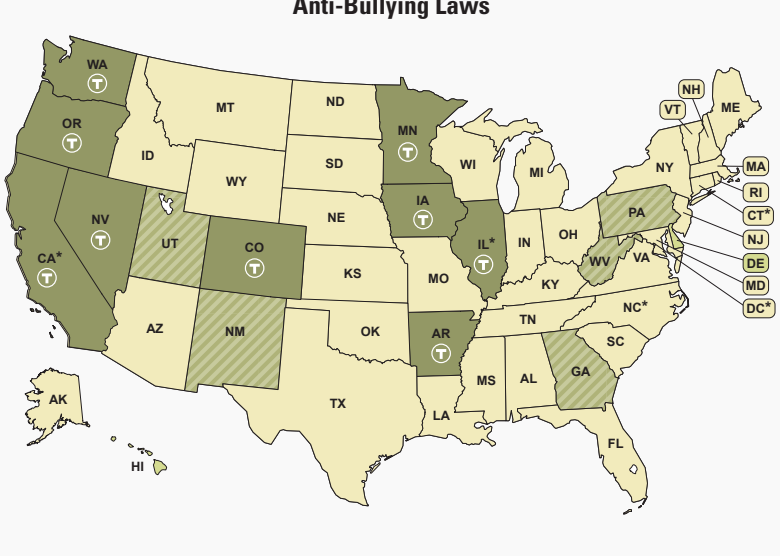 Anti-Bullying Laws
WA
T
OR
T
CA*
T
NV
T
ID
MT
WY
UT
CO
T
AZ
NM
ND
SD
NE
KS
OK
TX
MN
T
IA
T
MO
AR
T
LA
WI
IL*
T
MI
IN
OH
KY
TN
MS
AL
GA
FL
SC
NC*
VA
WV
PA
NY
VT
NH
ME
MA
RI
CT*
NJ
DE
MD
DC*
AK
HI